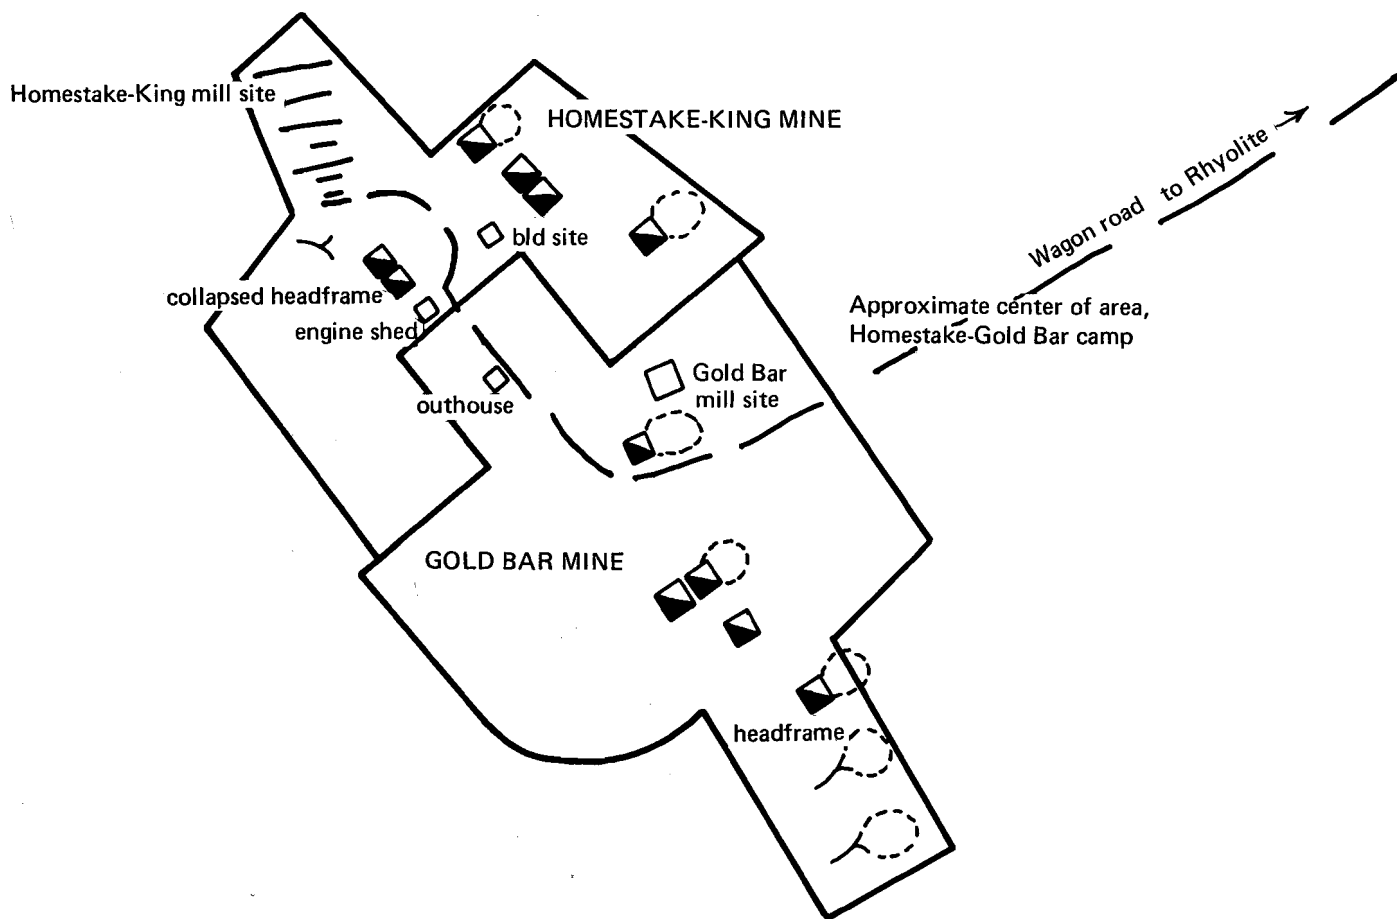 Homestake-King mill site
HOMESTAKE-KING MINE
Wagon road to Rhyolite
bld site
collapsed headframe
engine shed
Approximate center of area,
Homestake-Gold Bar camp
outhouse
Gold Bar
mill site
GOLD BAR MINE
headframe